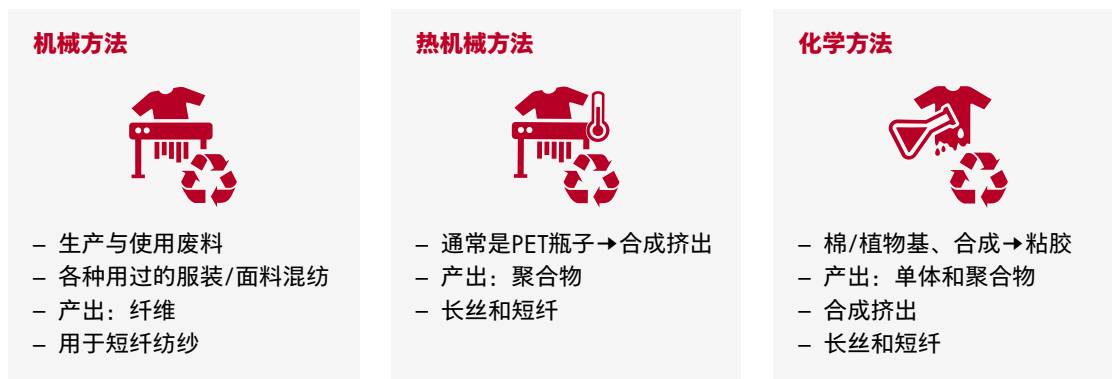 机械方法
– 生产与使用废料
– 各种用过的服装/面料混纺
– 产出：纤维
– 用于短纤纺纱
热机械方法
– 通常是PET瓶子→合成挤出
– 产出：聚合物
– 长丝和短纤
化学方法
– 棉/植物基、合成→粘胶
– 产出：单体和聚合物
– 合成挤出
– 长丝和短纤